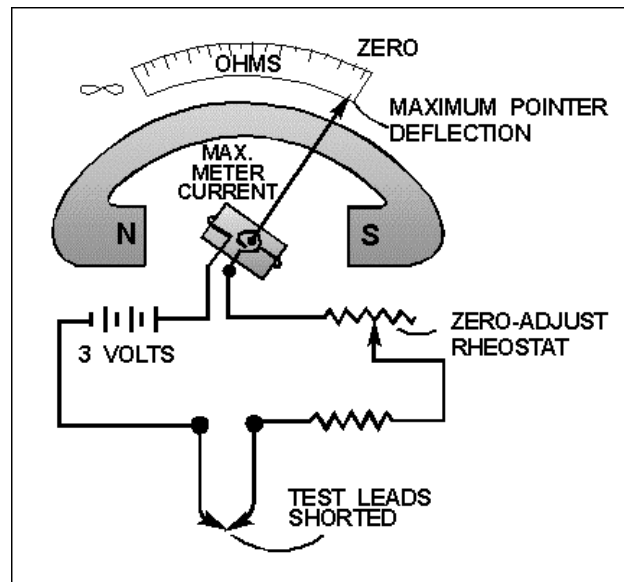 ZERO
OHMS
∞
MAXIMUM POINTER
DEFLECTION
MAX.
METER
CURRENT
N
S
3 VOLTS
ZERO-ADJUST
RHEOSTAT
TEST LEADS
SHORTED